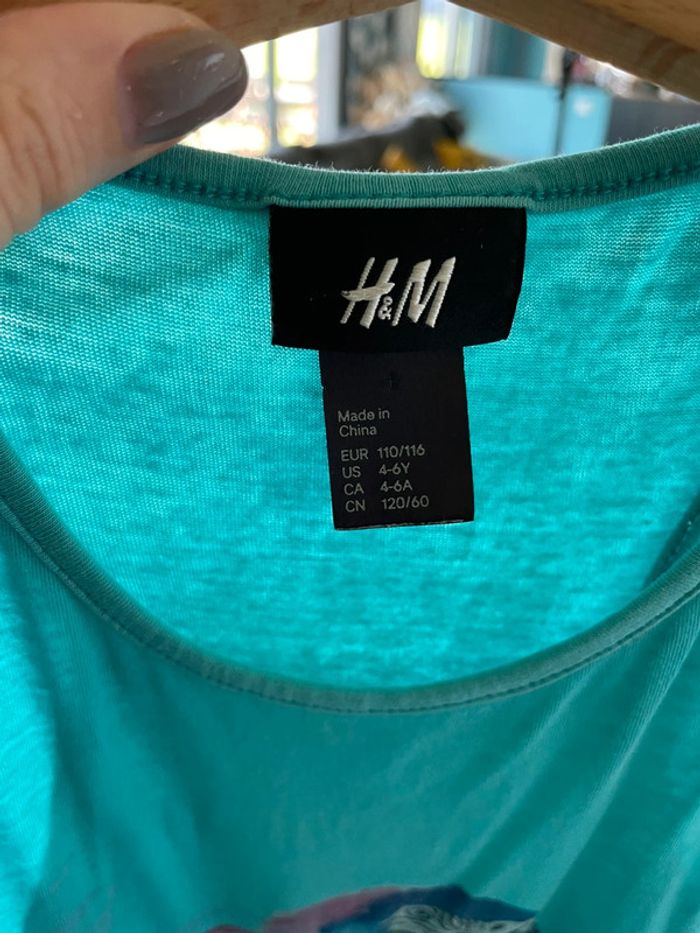 H&M
Made in
China
EUR 110/116
US 4-6Y
CA 4-6A
CN 120/60